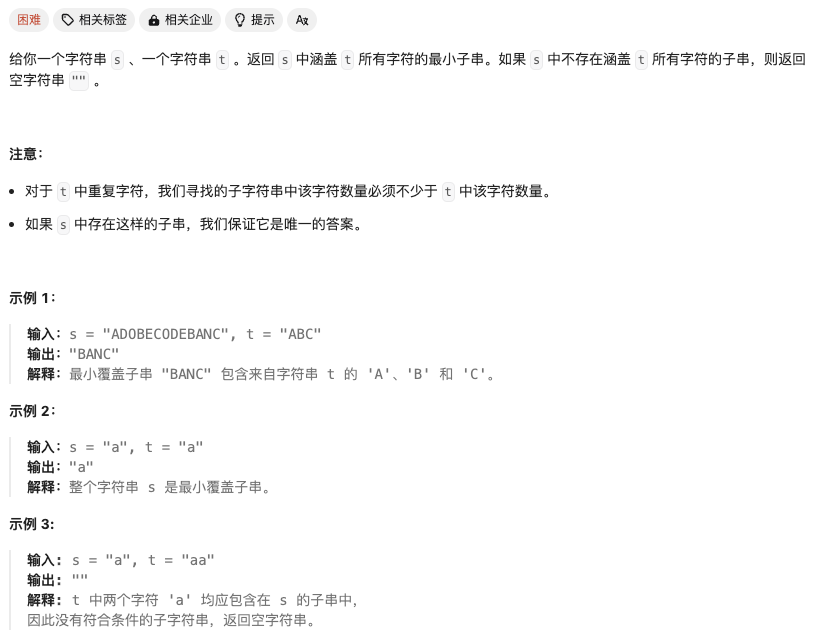 困难 相关标签 相关企业 提示
给你一个字符串 s 、一个字符串 t 。返回 s 中涵盖 t 所有字符的最小子串。如果 s 中不存在涵盖 t 所有字符的子串，则返回
空字符串 "" 。
注意：
对于 t 中重复字符，我们寻找的子字符串中该字符数量必须不少于 t 中该字符数量。
如果 s 中存在这样的子串，我们保证它是唯一的答案。
示例 1：
输入：s = "ADOBECODEBANC", t = "ABC"
输出："BANC"
解释：最小覆盖子串 "BANC" 包含来自字符串 t 的 'A'、'B' 和 'C'。
示例 2：
输入：s = "a", t = "a"
输出："a"
解释：整个字符串 s 是最小覆盖子串。
示例 3:
输入: s = "a", t = "aa"
输出: ""
解释: t 中两个字符 'a' 均应包含在 s 的子串中，
因此没有符合条件的子字符串，返回空字符串。